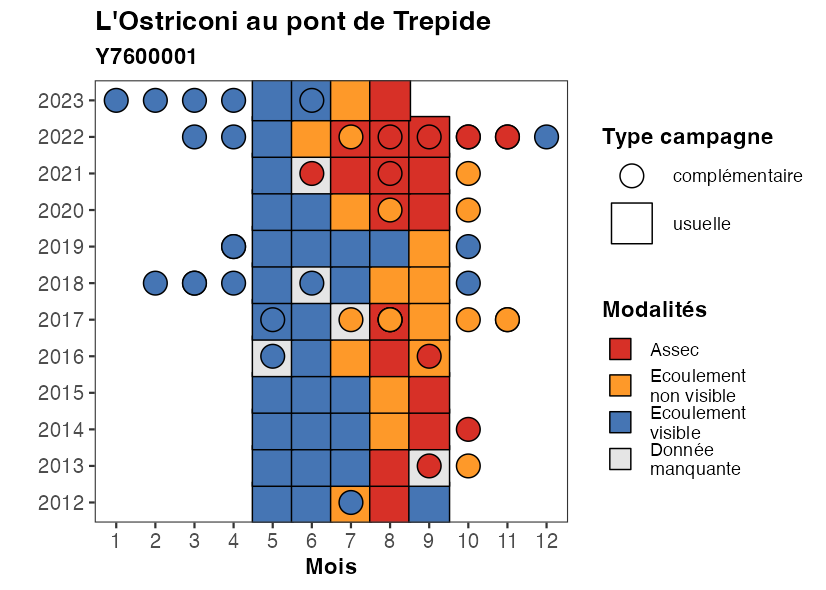 L'Ostriconi au pont de Trepide
Y7600001
2023
2022
2021
2020
2019
2018
2017
2016
2015
2014
2013
2012
1 2 3 4 5 6 7 8 9 10 11 12
Mois
Type campagne
complémentaire
usuelle
Modalités
Assec
Ecoulement
non visible
Ecoulement
visible
Donnée
manquante